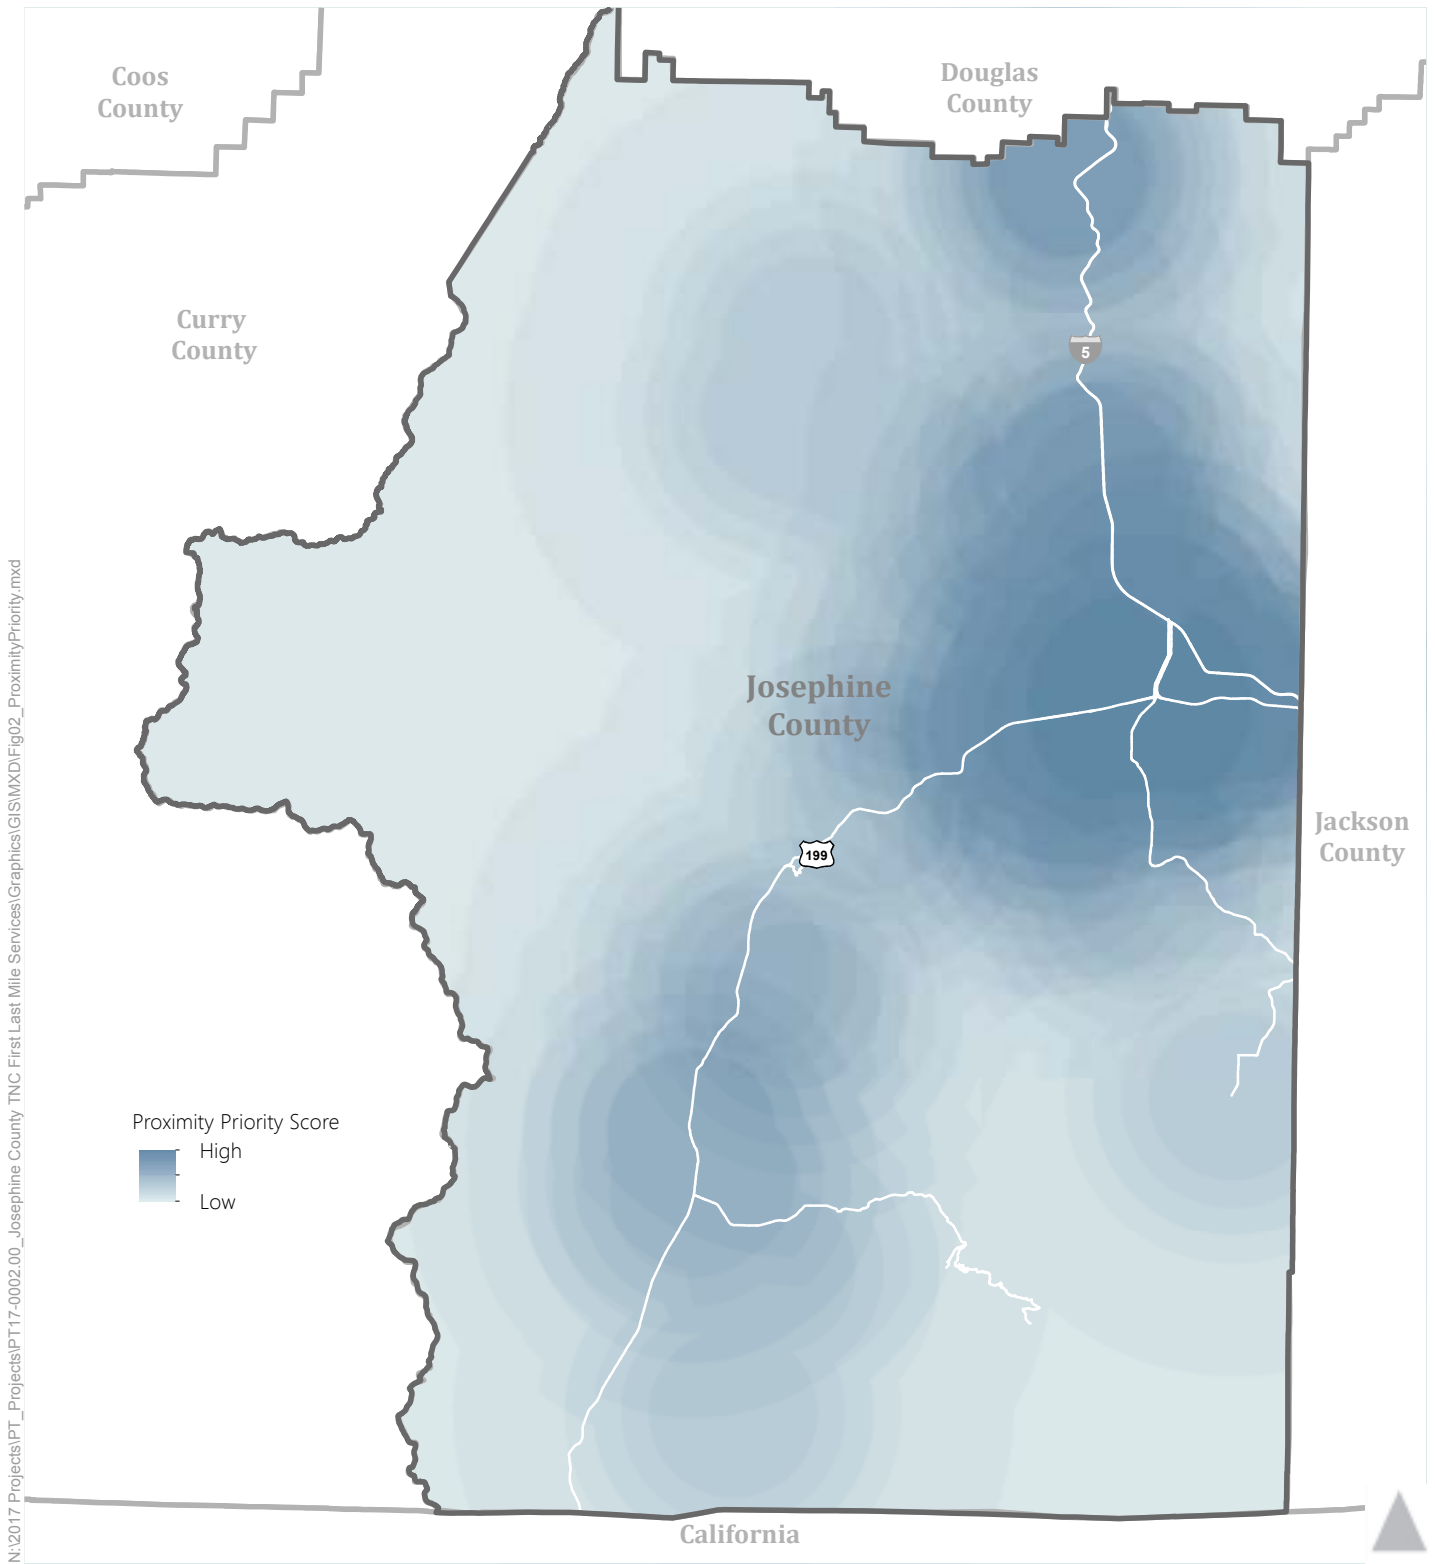 Coos
County
Douglas
County
Curry
County
5
Josephine
County
199
Jackson
County
Proximity Priority Score
High
Low
California
N:\2017 Projects\PT_Projects\PT17-0002.00_Josephine County TNC First Last Mile Services\Graphics\GIS\MXD\Fig02_ProximityPriority.mxd